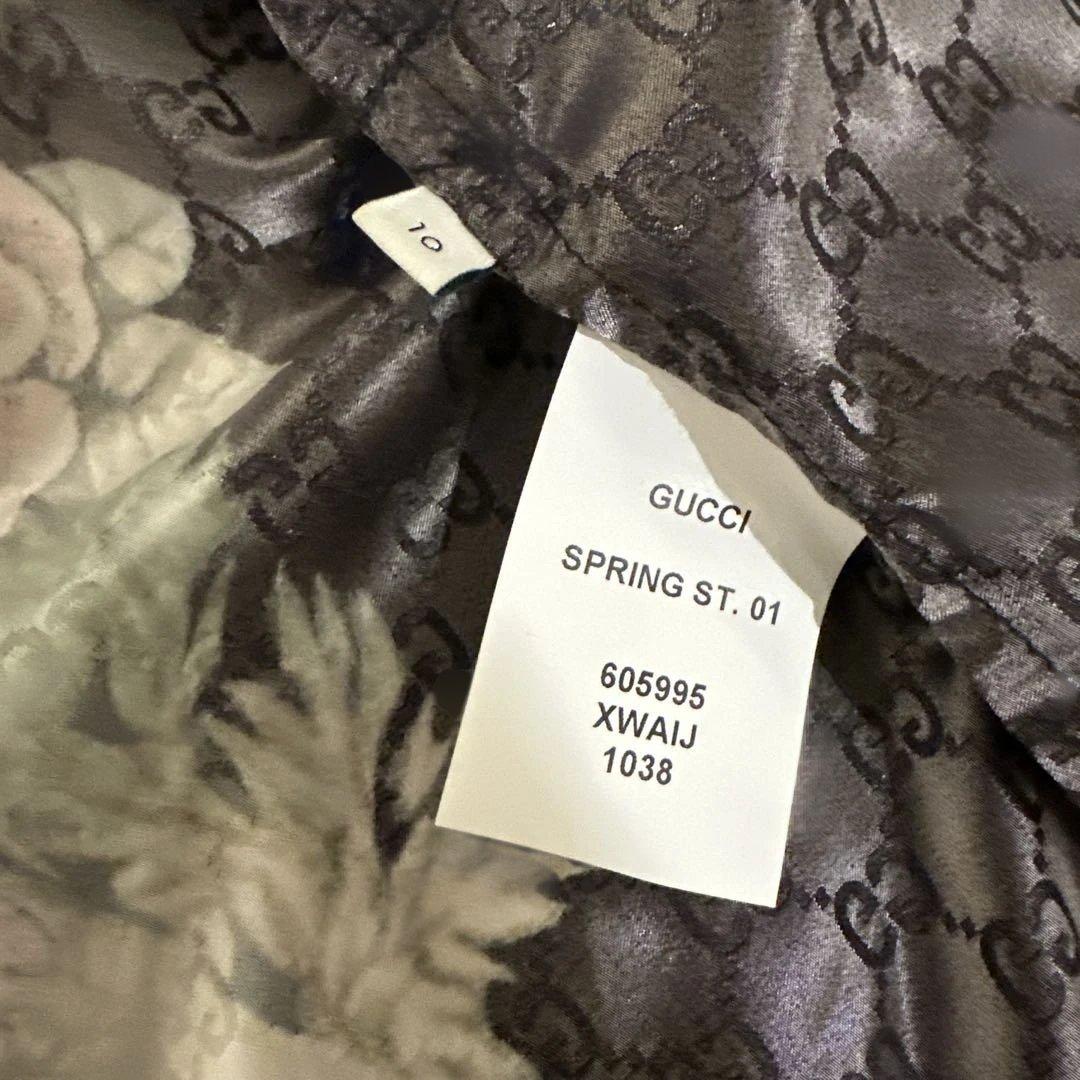 10
GUCCI
SPRING ST. 01
605995
XWAIJ
1038